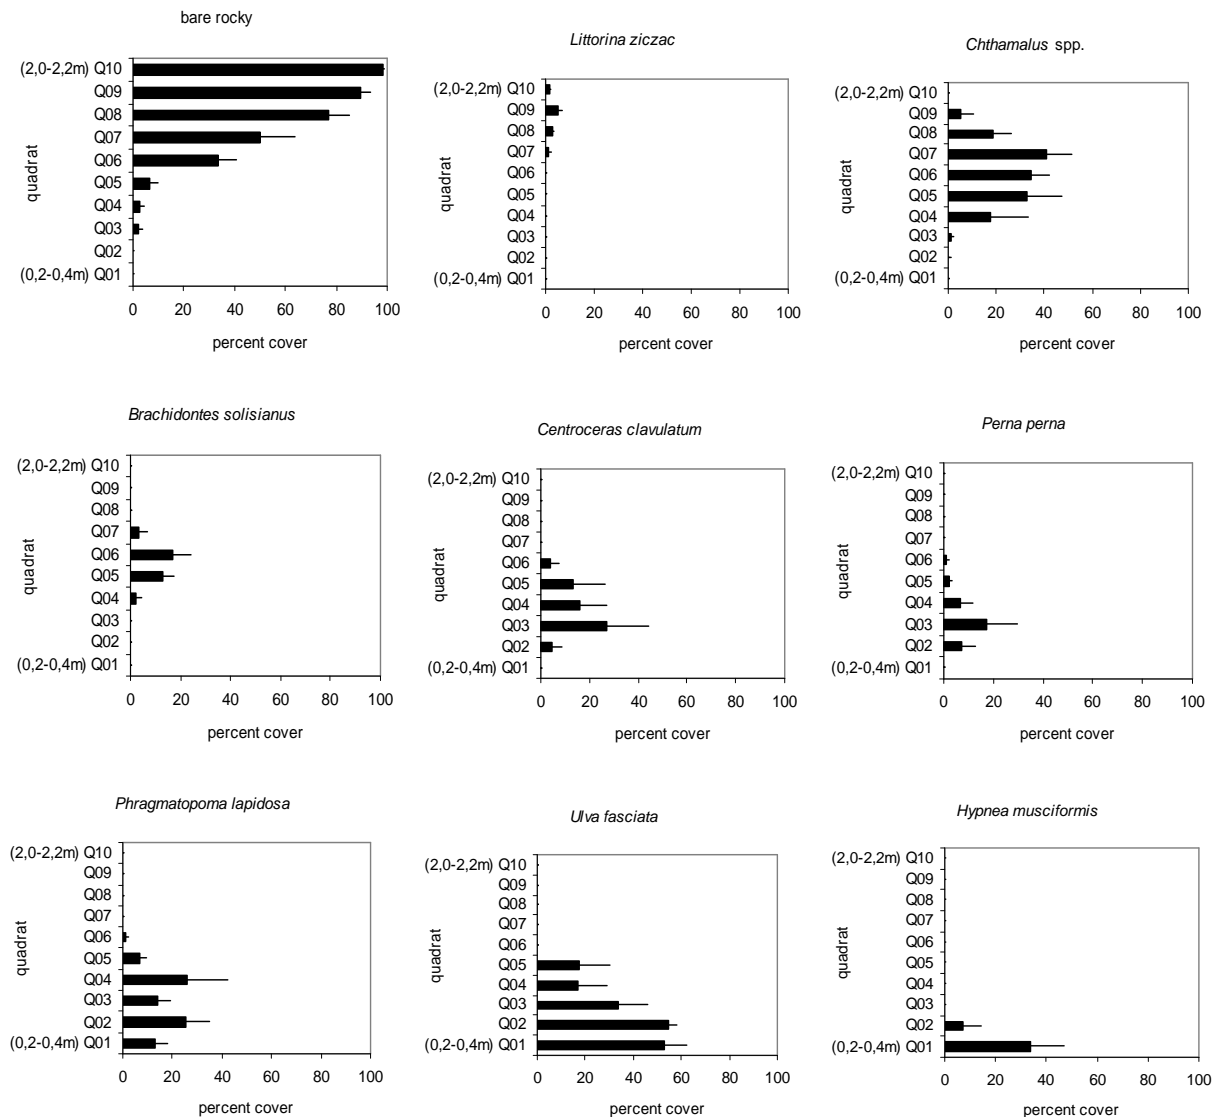 bare rocky
(2,0-2,2m) Q10
Q09
Q08
Q07
Q06
Q05
Q04
Q03
Q02
(0,2-0,4m) Q01
quadrat
0 20 40 60 80 100
percent cover
Littorina ziczac
(2,0-2,2m) Q10
Q09
Q08
Q07
Q06
Q05
Q04
Q03
Q02
(0,2-0,4m) Q01
quadrat
0 20 40 60 80 100
percent cover
Chthamalus spp.
(2,0-2,2m) Q10
Q09
Q08
Q07
Q06
Q05
Q04
Q03
Q02
(0,2-0,4m) Q01
quadrat
0 20 40 60 80 100
percent cover
Brachidontes solisianus
(2,0-2,2m) Q10
Q09
Q08
Q07
Q06
Q05
Q04
Q03
Q02
(0,2-0,4m) Q01
quadrat
0 20 40 60 80 100
percent cover
Centroceras clavulatum
(2,0-2,2m) Q10
Q09
Q08
Q07
Q06
Q05
Q04
Q03
Q02
(0,2-0,4m) Q01
quadrat
0 20 40 60 80 100
percent cover
Perna perna
(2,0-2,2m) Q10
Q09
Q08
Q07
Q06
Q05
Q04
Q03
Q02
(0,2-0,4m) Q01
quadrat
0 20 40 60 80 100
percent cover
Phragmatopoma lapidosa
(2,0-2,2m) Q10
Q09
Q08
Q07
Q06
Q05
Q04
Q03
Q02
(0,2-0,4m) Q01
quadrat
0 20 40 60 80 100
percent cover
Ulva fasciata
(2,0-2,2m) Q10
Q09
Q08
Q07
Q06
Q05
Q04
Q03
Q02
(0,2-0,4m) Q01
quadrat
0 20 40 60 80 100
percent cover
Hypnea musciformis
(2,0-2,2m) Q10
Q09
Q08
Q07
Q06
Q05
Q04
Q03
Q02
(0,2-0,4m) Q01
quadrat
0 20 40 60 80 100
percent cover